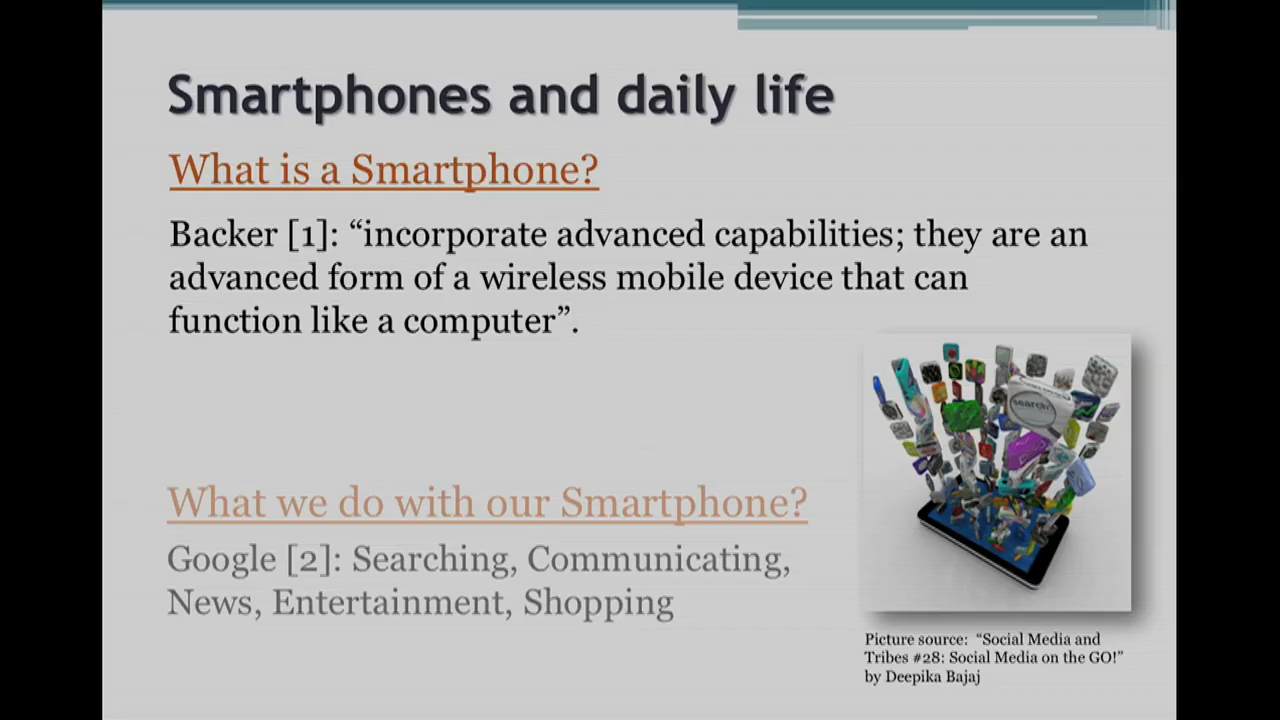 Smartphones and daily life
What is a Smartphone?
Backer [1]: “incorporate advanced capabilities; they are an
advanced form of a wireless mobile device that can
function like a computer”.
search
What we do with our Smartphone?
Google [2]: Searching, Communicating,
News, Entertainment, Shopping
Picture source:  “Social Media and
Tribes #28: Social Media on the GO!”
by Deepika Bajaj